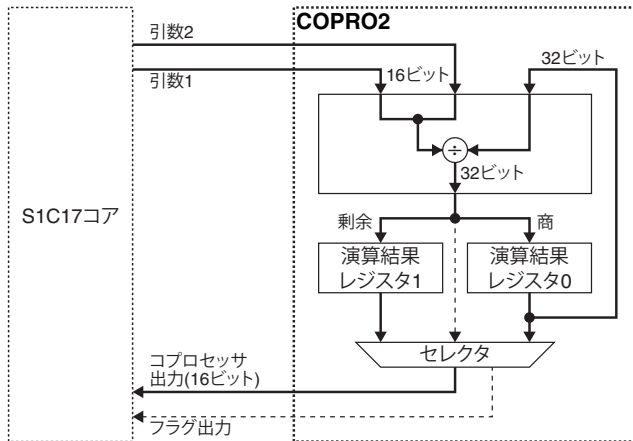 COPRO2
引数2
引数1
16ビット
32ビット
÷
32ビット
S1C17コア
剰余
商
演算結果
レジスタ1
演算結果
レジスタ0
セレクタ
コプロセッサ
出力(16ビット)
フラグ出力